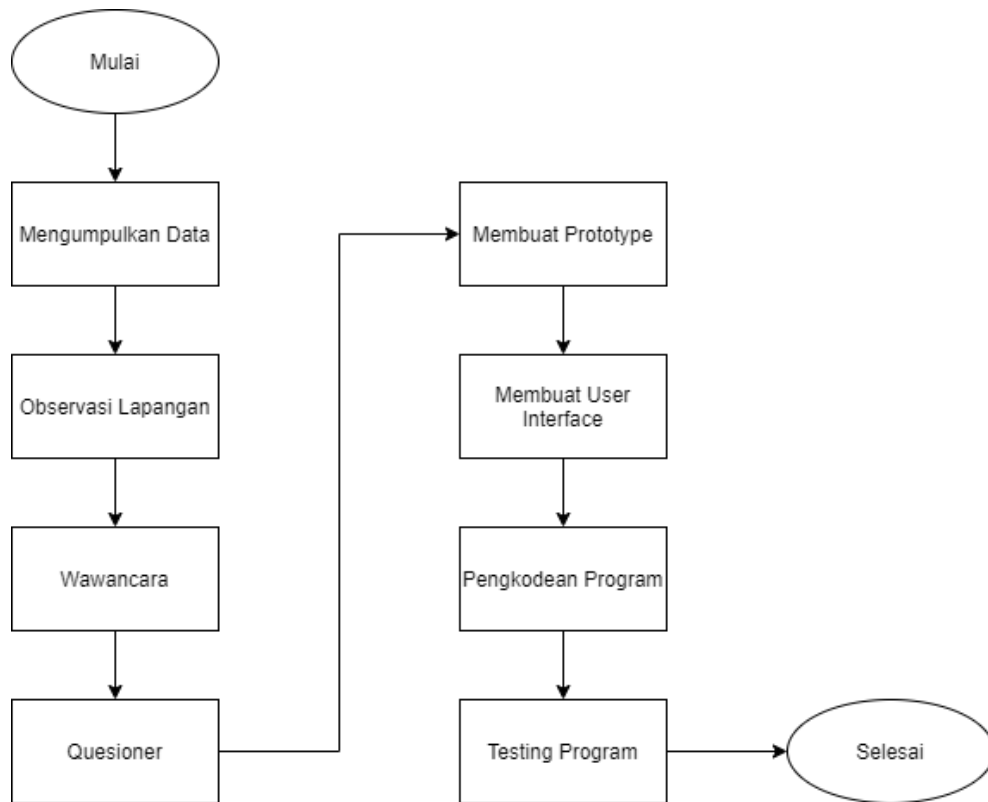 Mulai
Mengumpulkan Data
Observasi Lapangan
Wawancara
Quesioner
Membuat Prototype
Membuat User
Interface
Pengkodean Program
Testing Program
Selesai